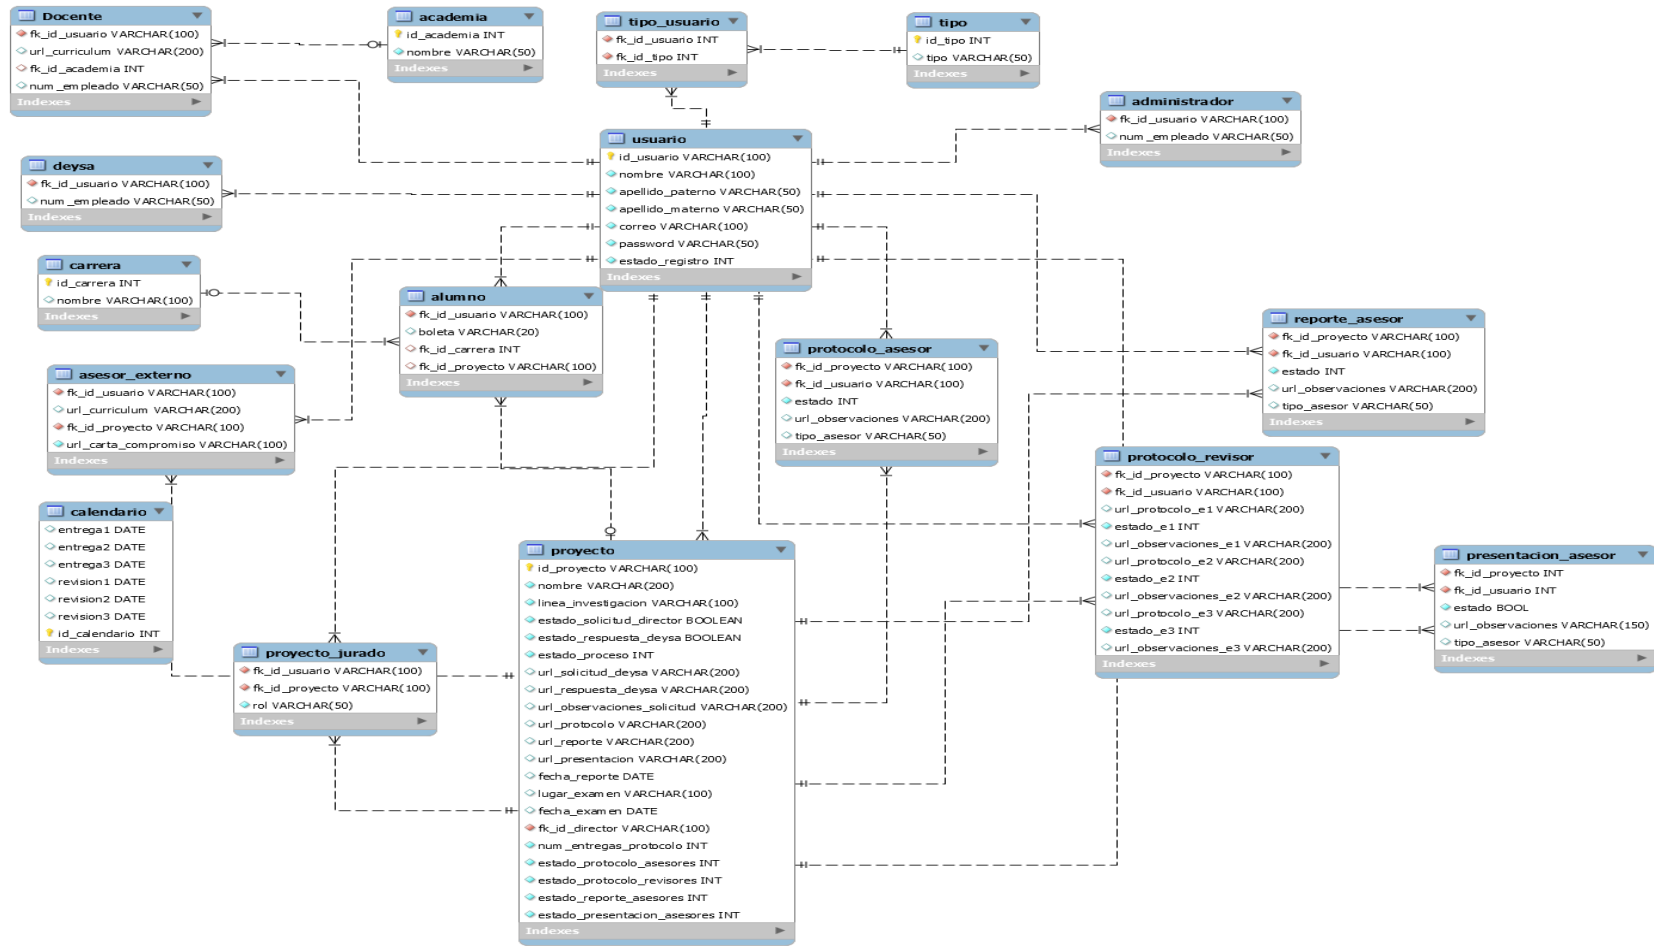 Docente
fk_id_usuario VARCHAR(100)
url_curriculum VARCHAR(200)
fk_id_academia INT
num_empleado VARCHAR(50)
Indexes
academia
id_academia INT
nombre VARCHAR(50)
Indexes
tipo_usuario
fk_id_usuario INT
fk_id_tipo INT
Indexes
tipo
id_tipo INT
tipo VARCHAR(50)
Indexes
administrador
fk_id_usuario VARCHAR(100)
num_empleado VARCHAR(50)
Indexes
usuario
id_usuario VARCHAR(100)
nombre VARCHAR(100)
apellido_paterno VARCHAR(50)
apellido_materno VARCHAR(50)
correo VARCHAR(100)
password VARCHAR(50)
estado_registro INT
Indexes
deysa
fk_id_usuario VARCHAR(100)
num_empleado VARCHAR(50)
Indexes
carrera
id_carrera INT
nombre VARCHAR(100)
Indexes
alumno
fk_id_usuario VARCHAR(100)
boleta VARCHAR(20)
fk_id_carrera INT
fk_id_proyecto VARCHAR(100)
Indexes
protocolo_asesor
fk_id_proyecto VARCHAR(100)
fk_id_usuario VARCHAR(100)
estado INT
url_observaciones VARCHAR(200)
tipo_asesor VARCHAR(50)
Indexes
reporte_asesor
fk_id_proyecto VARCHAR(100)
fk_id_usuario VARCHAR(100)
estado INT
url_observaciones VARCHAR(200)
tipo_asesor VARCHAR(50)
Indexes
asesor_externo
fk_id_usuario VARCHAR(100)
url_curriculum VARCHAR(200)
fk_id_proyecto VARCHAR(100)
url_carta_compromiso VARCHAR(100)
Indexes
protocolo_revisor
fk_id_proyecto VARCHAR(100)
fk_id_usuario VARCHAR(100)
url_protocolo_e1 VARCHAR(200)
estado_e1 INT
url_observaciones_e1 VARCHAR(200)
url_protocolo_e2 VARCHAR(200)
estado_e2 INT
url_observaciones_e2 VARCHAR(200)
url_protocolo_e3 VARCHAR(200)
estado_e3 INT
url_observaciones_e3 VARCHAR(200)
Indexes
calendario
entrega1 DATE
entrega2 DATE
entrega3 DATE
revision1 DATE
revision2 DATE
revision3 DATE
id_calendario INT
Indexes
proyecto
id_proyecto VARCHAR(100)
nombre VARCHAR(200)
linea_investigacion VARCHAR(100)
estado_solicitud_director BOOLEAN
estado_respuesta_deysa BOOLEAN
estado_proceso INT
url_solicitud_deysa VARCHAR(200)
url_respuesta_deysa VARCHAR(200)
url_observaciones_solicitud VARCHAR(200)
url_protocolo VARCHAR(200)
url_reporte VARCHAR(200)
url_presentacion VARCHAR(200)
fecha_reporte DATE
lugar_examen VARCHAR(100)
fecha_examen DATE
fk_id_director VARCHAR(100)
num_entregas_protocolo INT
estado_protocolo_asesores INT
estado_protocolo_revisores INT
estado_reporte_asesores INT
estado_presentacion_asesores INT
Indexes
presentacion_asesor
fk_id_proyecto INT
fk_id_usuario INT
estado BOOL
url_observaciones VARCHAR(150)
tipo_asesor VARCHAR(50)
Indexes
proyecto_jurado
fk_id_usuario VARCHAR(100)
fk_id_proyecto VARCHAR(100)
rol VARCHAR(50)
Indexes